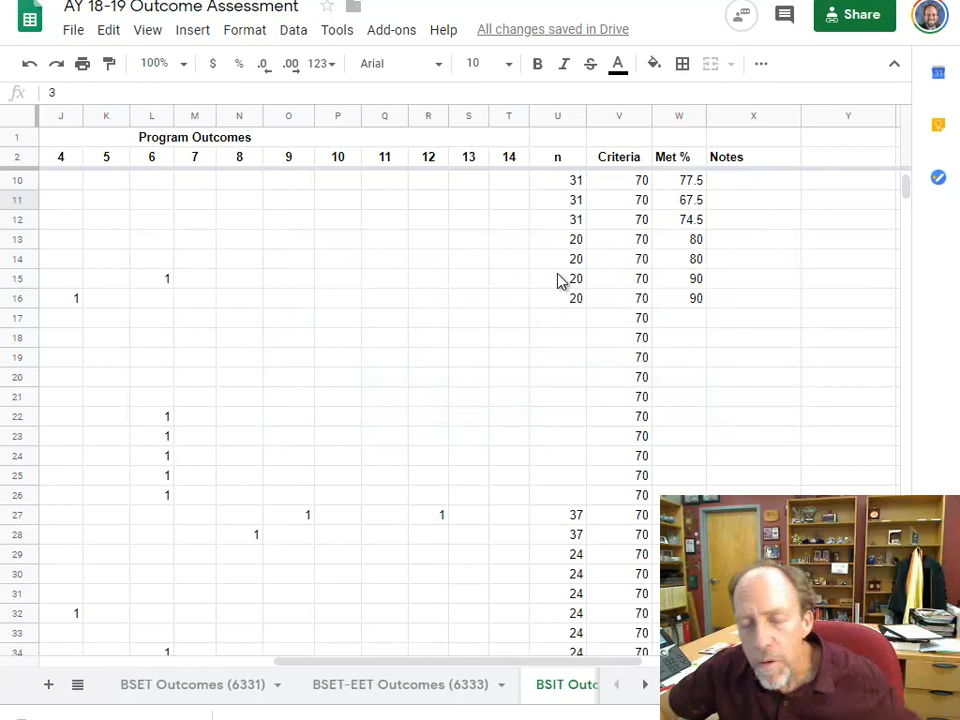 AY 18-19 Outcome Assessment
File Edit View Insert Format Data Tools Add-ons Help All changes saved in Drive
Share
100% $ % .0 .00 123 Arial 10 B I S A
fx 3
J K L M N O P Q R S T U V W X Y
1 Program Outcomes
2 4 5 6 7 8 9 10 11 12 13 14 n Criteria Met % Notes
10 31 70 77.5
11 31 70 67.5
12 31 70 74.5
13 20 70 80
14 20 70 80
15 1 20 70 90
16 1 20 70 90
17 70
18 70
19 70
20 70
21 70
22 1 70
23 1 70
24 1 70
25 1 70
26 1 70
27 1 1 37 70
28 1 37 70
29 24 70
30 24 70
31 24 70
32 1 24 70
33 24 70
34 1 24 70
BSET Outcomes (6331) BSET-EET Outcomes (6333) BSIT Outc
31